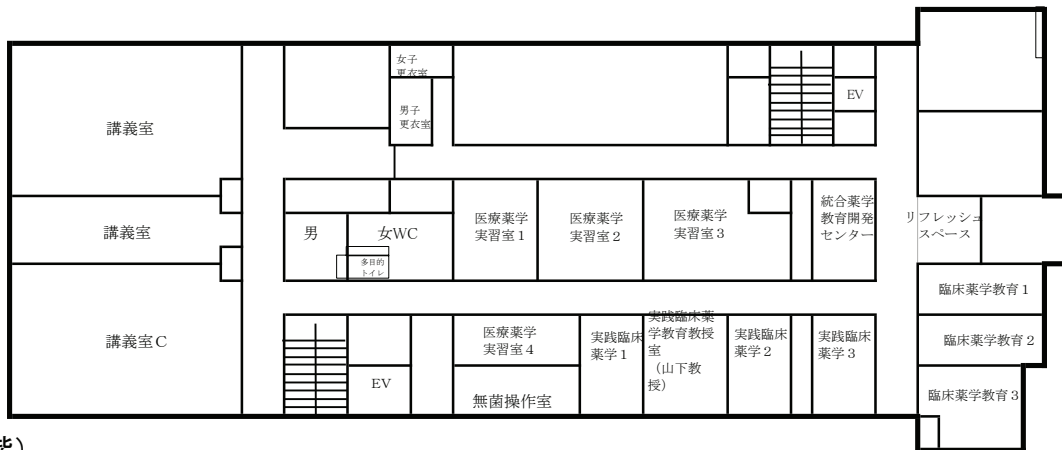 女子
更衣室
男子
更衣室
EV
講義室
講義室
男
女WC
多目的
トイレ
医療薬学
実習室1
医療薬学
実習室2
医療薬学
実習室3
統合薬学
教育開発
センター
リフレッシュ
スペース
臨床薬学教育1
臨床薬学教育2
臨床薬学教育3
講義室C
EV
医療薬学
実習室4
無菌操作室
実践臨床
薬学1
実践臨床薬
学教育教授
室
(山下教
授)
実践臨床
薬学2
実践臨床
薬学3